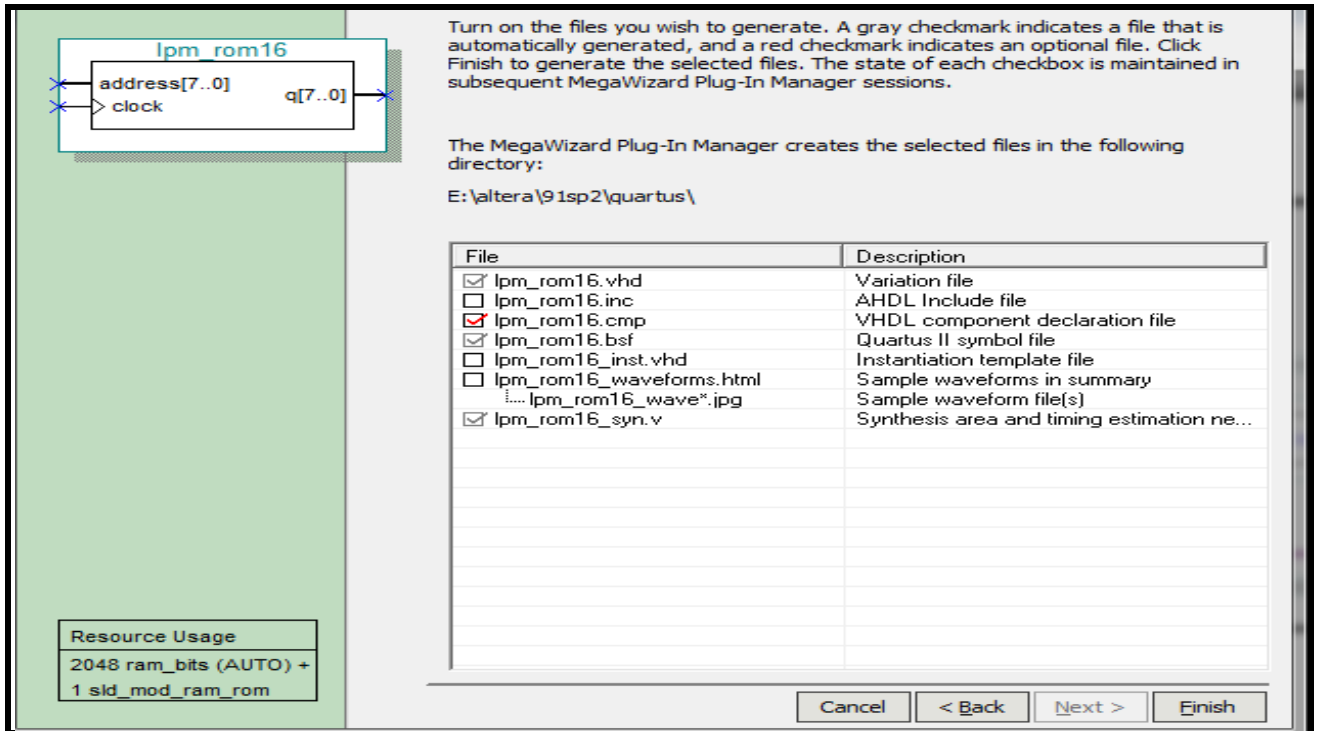 lpm_rom16
address[7..0]
q[7..0]
clock
Turn on the files you wish to generate. A gray checkmark indicates a file that is
automatically generated, and a red checkmark indicates an optional file. Click
Finish to generate the selected files. The state of each checkbox is maintained in
subsequent MegaWizard Plug-In Manager sessions.
The MegaWizard Plug-In Manager creates the selected files in the following
directory:
E:\altera\91sp2\quartus\
File Description
lpm_rom16.vhd Variation file
lpm_rom16.inc AHDL Include file
lpm_rom16.cmp VHDL component declaration file
lpm_rom16.bsf Quartus II symbol file
lpm_rom16_inst.vhd Instantiation template file
lpm_rom16_waveforms.html Sample waveforms in summary
lpm_rom16_wave*.jpg Sample waveform file(s)
lpm_rom16_syn.v Synthesis area and timing estimation ne...
Resource Usage
2048 ram_bits (AUTO) +
1 sld_mod_ram_rom
Cancel < Back Next > Finish